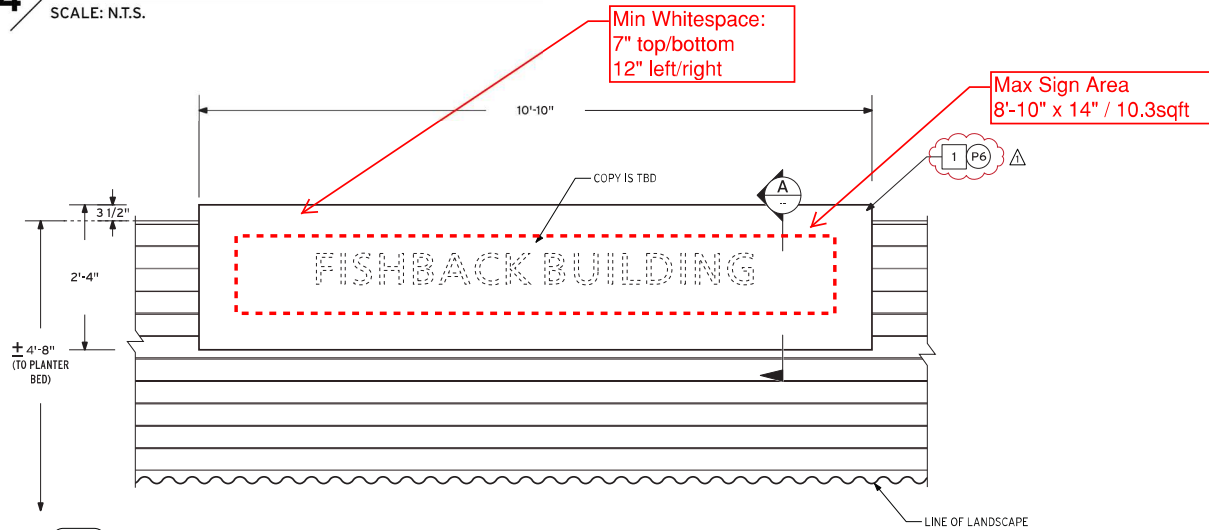 4
SCALE: N.T.S.
Min Whitespace:
7" top/bottom
12" left/right
Max Sign Area
8'-10" x 14" / 10.3sqft
10'-10"
1 P6 1
COPY IS TBD
A
--
3 1/2"
FISHBACK BUILDING
2'-4"
± 4'-8"
(TO PLANTER
BED)
LINE OF LANDSCAPE